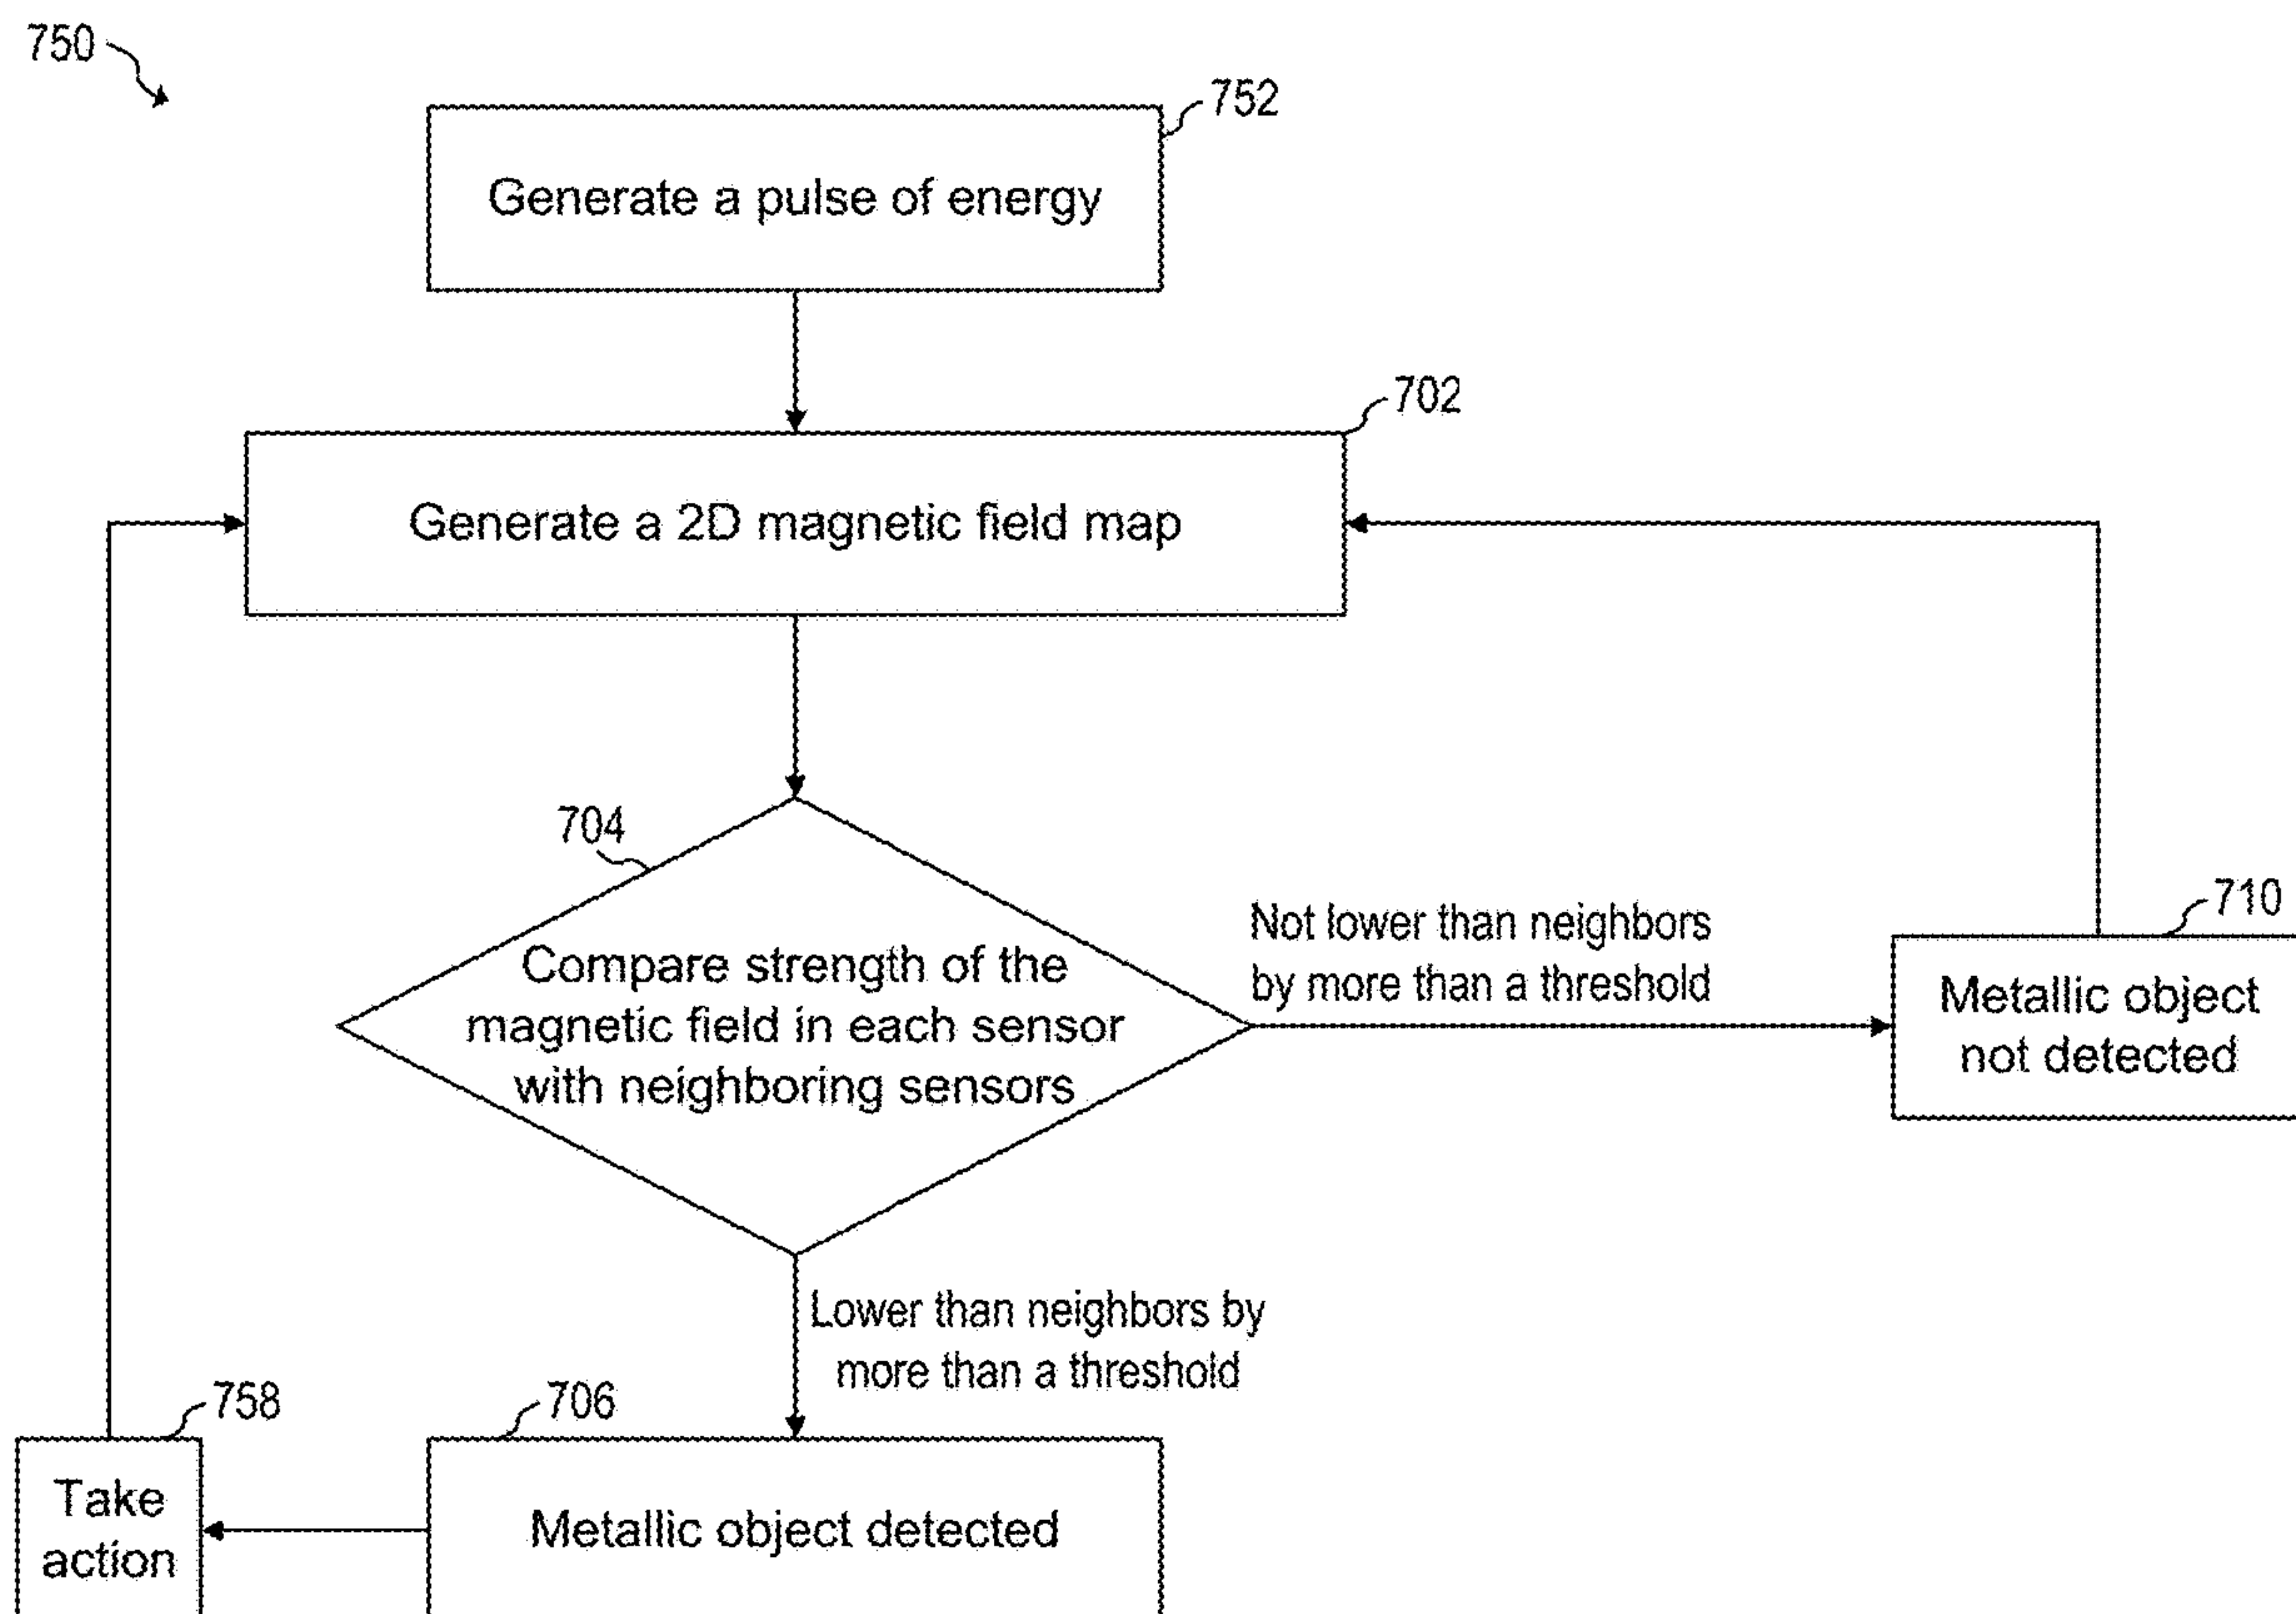 750
752
Generate a pulse of energy
702
Generate a 2D magnetic field map
704
Compare strength of the
magnetic field in each sensor
with neighboring sensors
Not lower than neighbors
by more than a threshold
710
Metallic object
not detected
Lower than neighbors by
more than a threshold
758
Take
action
706
Metallic object detected